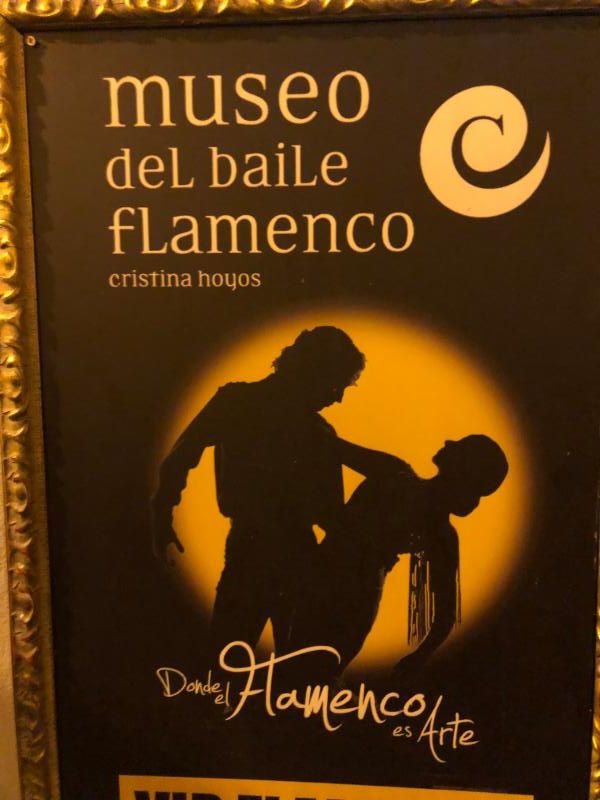 museo
del baile
flamenco
cristina hoyos
Donde el Flamenco es Arte